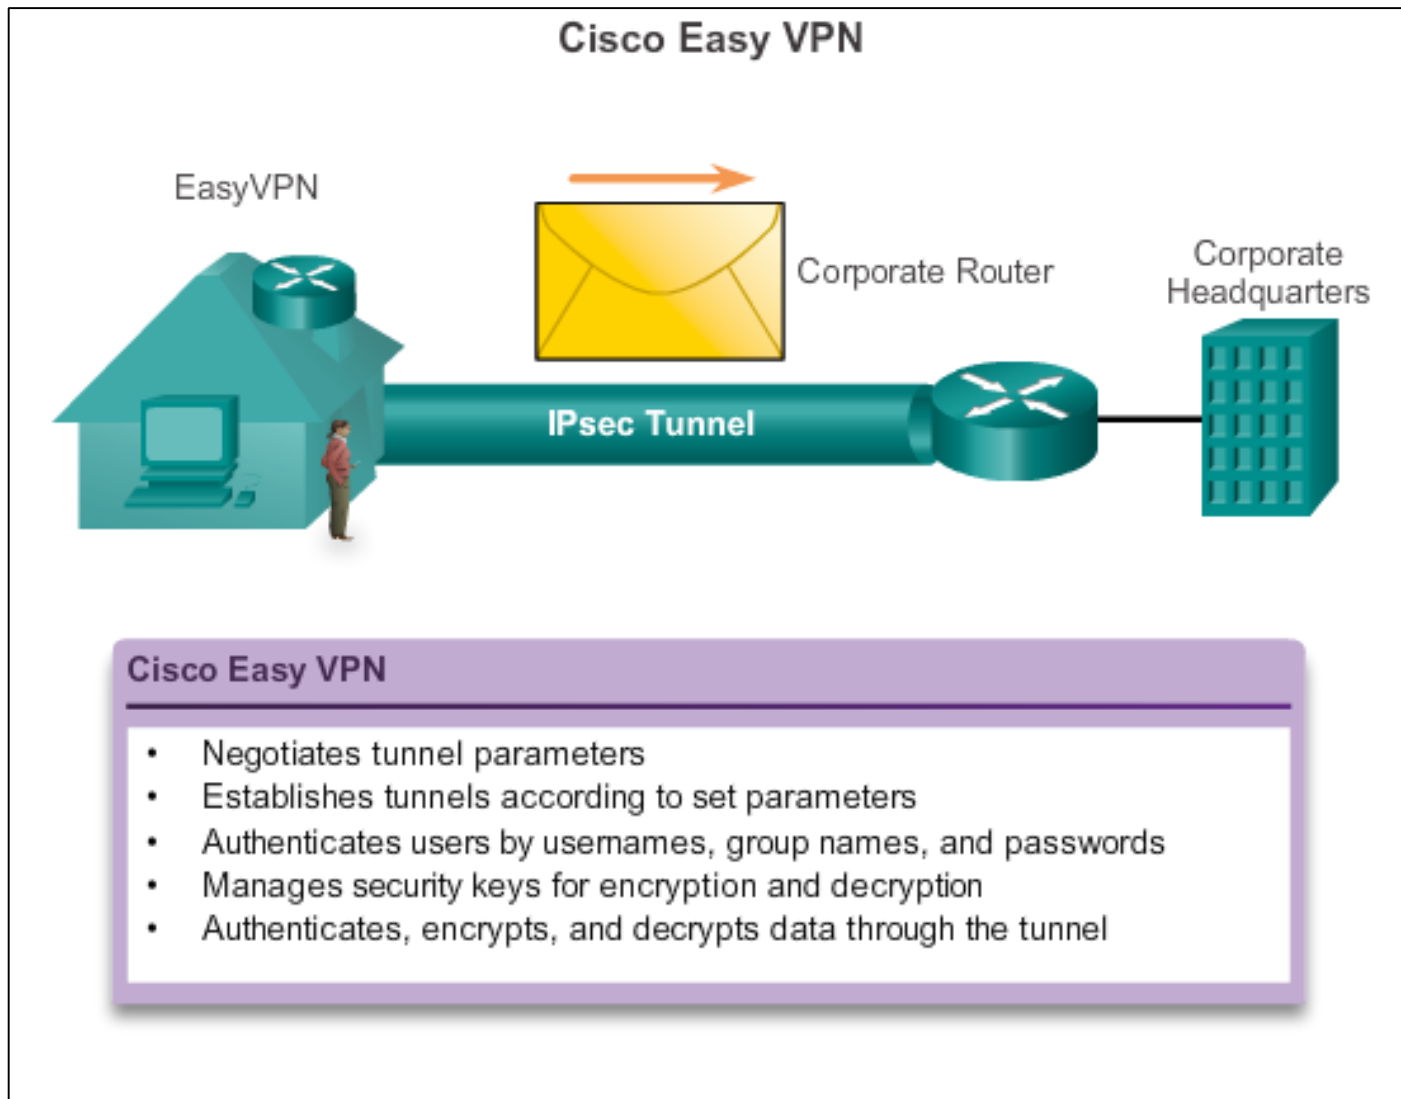 Cisco Easy VPN
EasyVPN
Corporate Router
Corporate
Headquarters
IPsec Tunnel
Cisco Easy VPN
• Negotiates tunnel parameters
• Establishes tunnels according to set parameters
• Authenticates users by usernames, group names, and passwords
• Manages security keys for encryption and decryption
• Authenticates, encrypts, and decrypts data through the tunnel